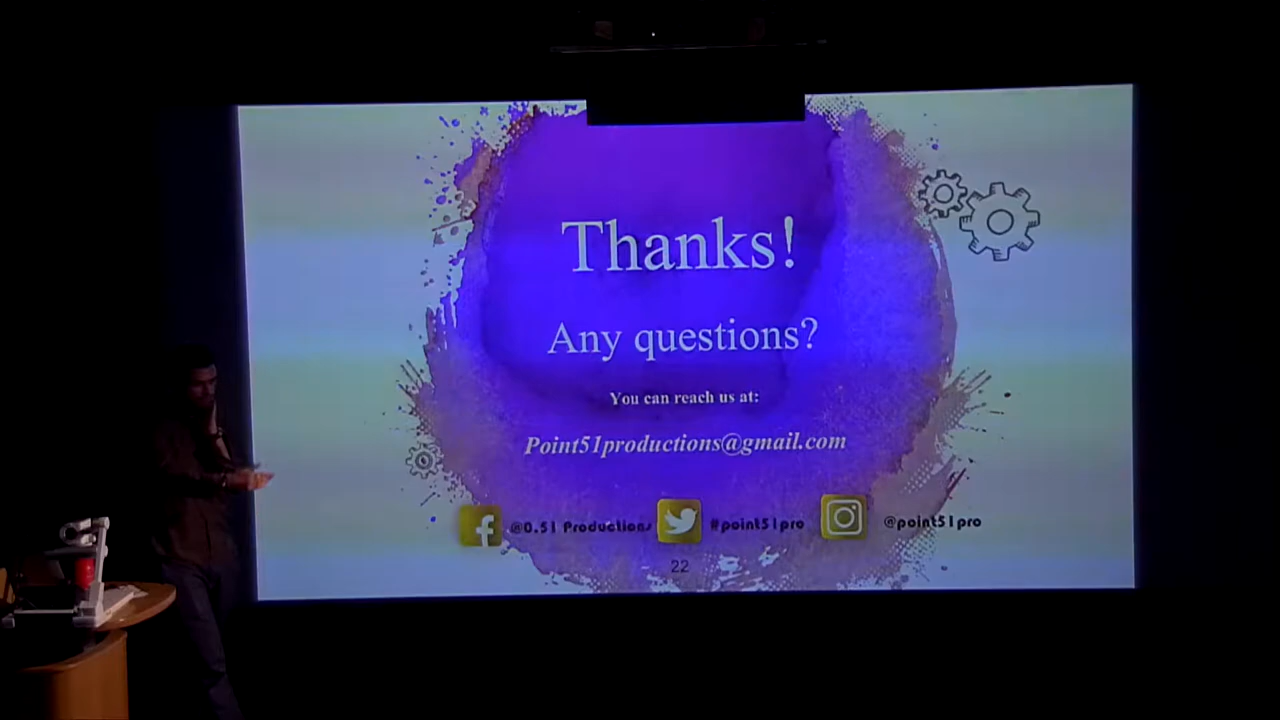 Thanks!
Any questions?
You can reach us at:
Point51productions@gmail.com
@0.51 Productions #point51pro @point51pro
22